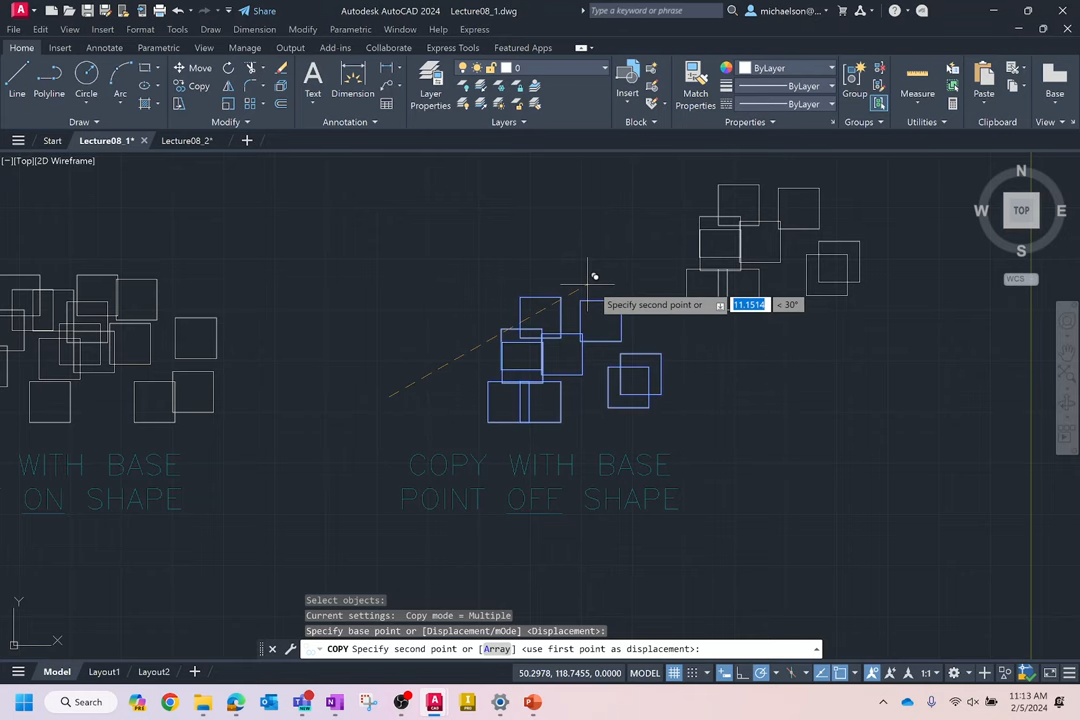 Share
Autodesk AutoCAD 2024 Lecture08_1.dwg
Type a keyword or phrase
michaelson@...
File Edit View Insert Format Tools Draw Dimension Modify Parametric Window Help Express
Home Insert Annotate Parametric View Manage Output Add-ins Collaborate Express Tools Featured Apps
Line Polyline Circle Arc
Move
Copy
Text Dimension
Layer
Properties
0
Insert
Match
Properties
ByLayer
ByLayer
ByLayer
Group
Measure
Paste
Base
Draw Modify Annotation Layers Block Properties Groups Utilities Clipboard View
Start Lecture08_1* Lecture08_2*
[−][Top][2D Wireframe]
N
W TOP E
S
WCS
Specify second point or 11.1514 < 30°
WITH BASE
ON SHAPE
COPY WITH BASE
POINT OFF SHAPE
Y
X
Select objects:
Current settings: Copy mode = Multiple
Specify base point or [Displacement/mOde] <Displacement>:
COPY Specify second point or [Array] <use first point as displacement>:
Model Layout1 Layout2
50.2978, 118.7455, 0.0000 MODEL
1:1
Search
11:13 AM
2/5/2024